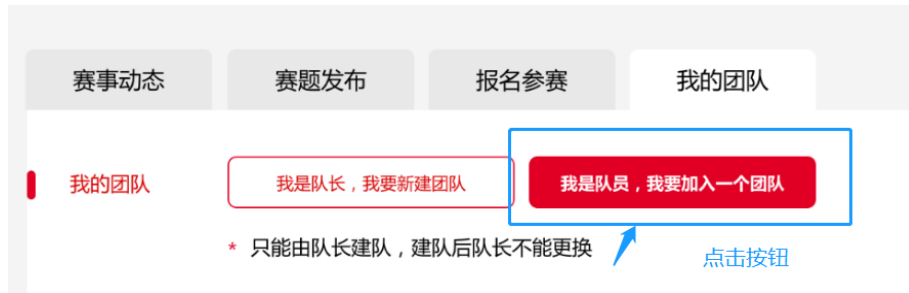 赛事动态 赛题发布 报名参赛 我的团队
我的团队 我是队长，我要新建团队 我是队员，我要加入一个团队
* 只能由队长建队，建队后队长不能更换
点击按钮